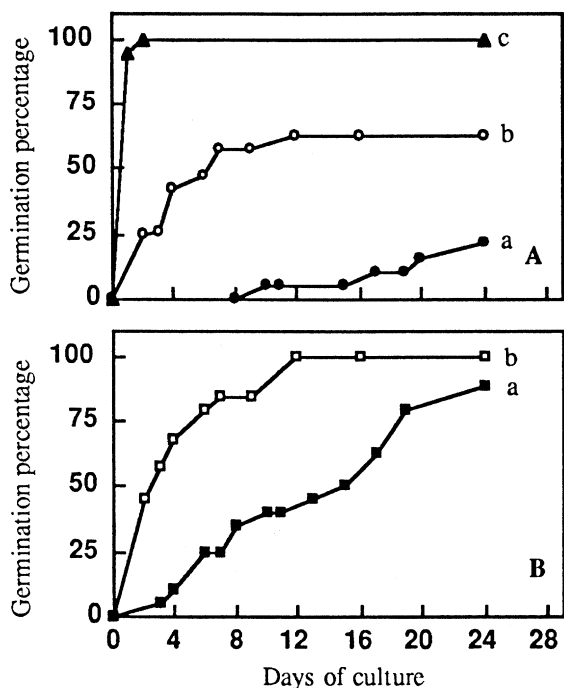 Germination percentage
100
75
50
25
0
c
b
a
A
Germination percentage
100
75
50
25
0
b
a
B
0 4 8 12 16 20 24 28
Days of culture